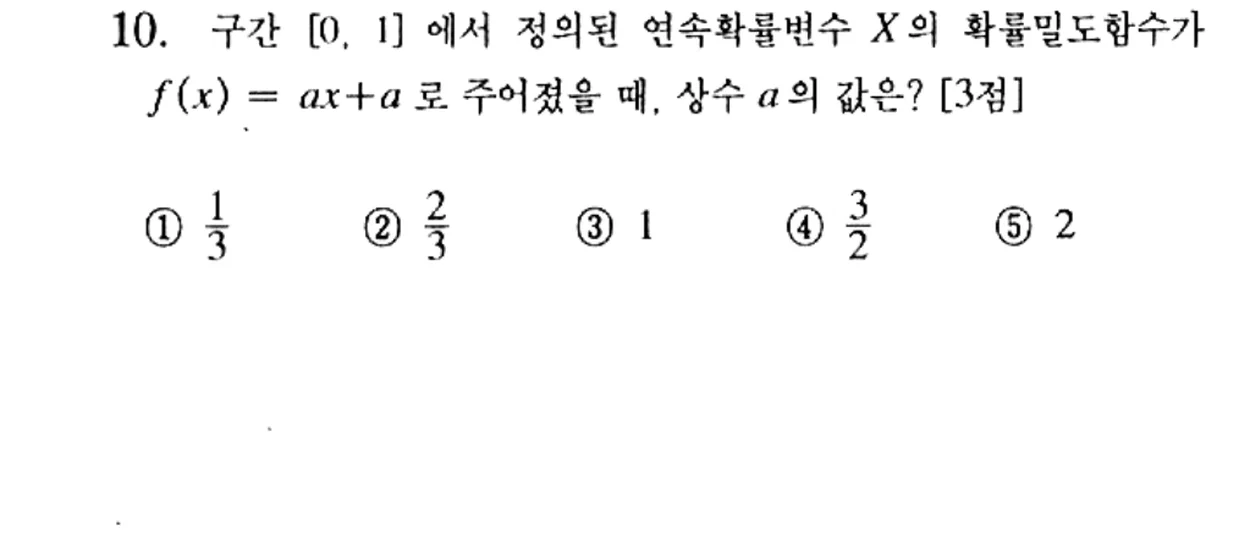 10. 구간 [0, 1] 에서 정의된 연속확률변수 X의 확률밀도함수가
f(x) = ax+a 로 주어졌을 때, 상수 a의 값은? [3점]
① 1/3 ② 2/3 ③ 1 ④ 3/2 ⑤ 2